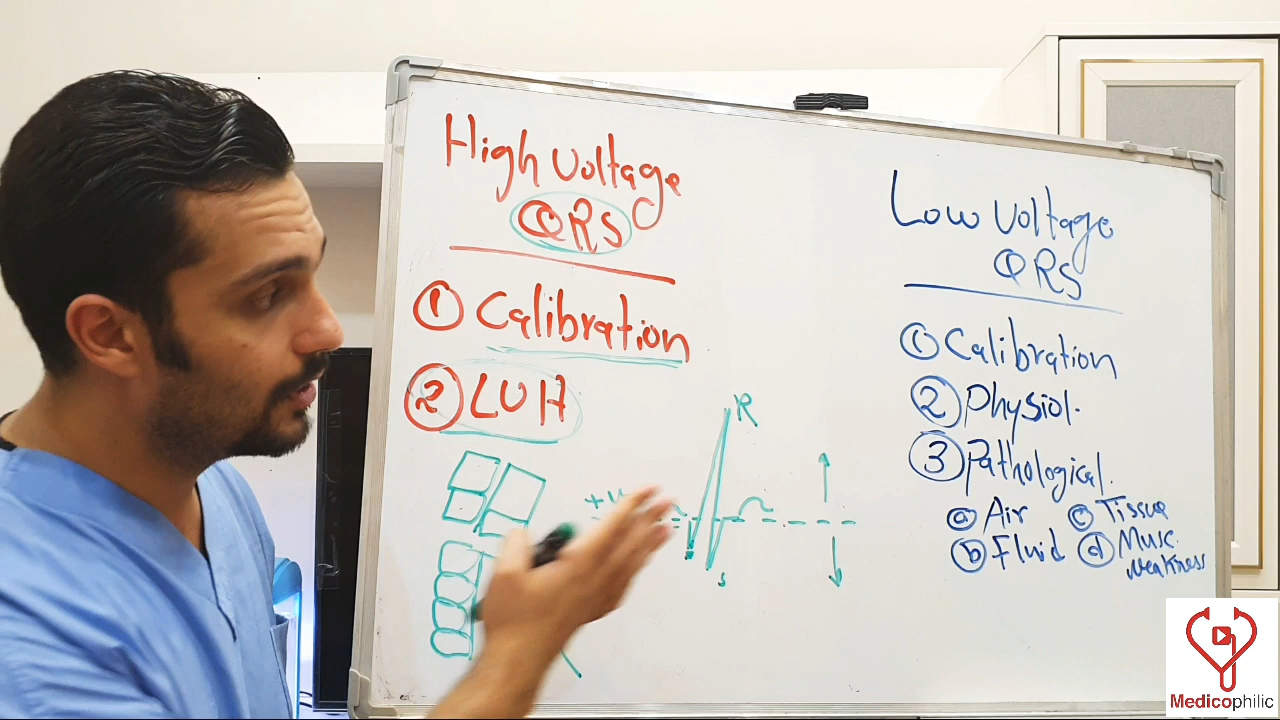 High Voltage
QRS
① Calibration
② LVH
R
s
Low Voltage
QRS
① Calibration
② Physiol.
③ Pathological.
ⓐ Air
ⓒ Tissue
ⓑ Fluid
ⓓ Musc.
weakness
Medicophilic